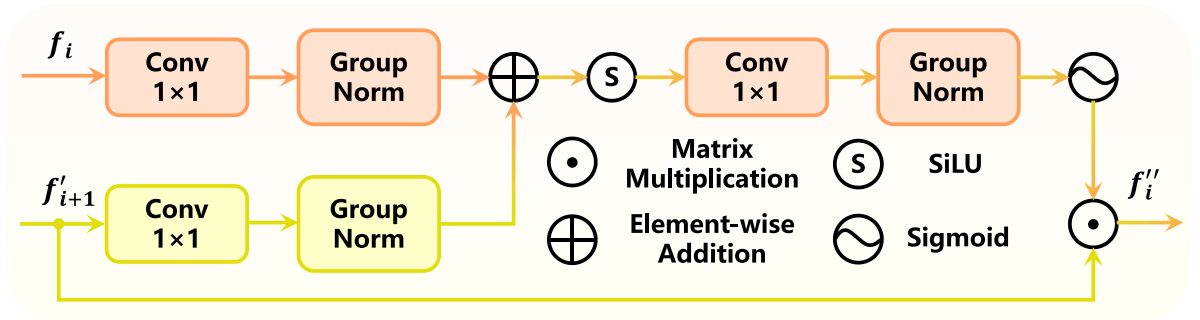 f_i
Conv
1×1
Group
Norm
S
Conv
1×1
Group
Norm
Matrix
Multiplication
S
SiLU
f'_{i+1}
Conv
1×1
Group
Norm
Element-wise
Addition
Sigmoid
f''_i